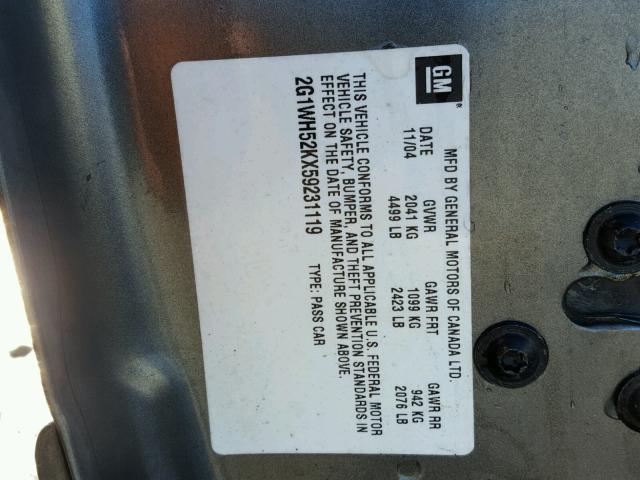 GM
MFD BY GENERAL MOTORS OF CANADA LTD.
DATE GVWR GAWR FRT GAWR RR
11/04 2041 KG 1099 KG 942 KG
4499 LB 2423 LB 2076 LB
THIS VEHICLE CONFORMS TO ALL APPLICABLE U.S. FEDERAL MOTOR
VEHICLE SAFETY, BUMPER, AND THEFT PREVENTION STANDARDS IN
EFFECT ON THE DATE OF MANUFACTURE SHOWN ABOVE.
2G1WH52KX59231119 TYPE: PASS CAR